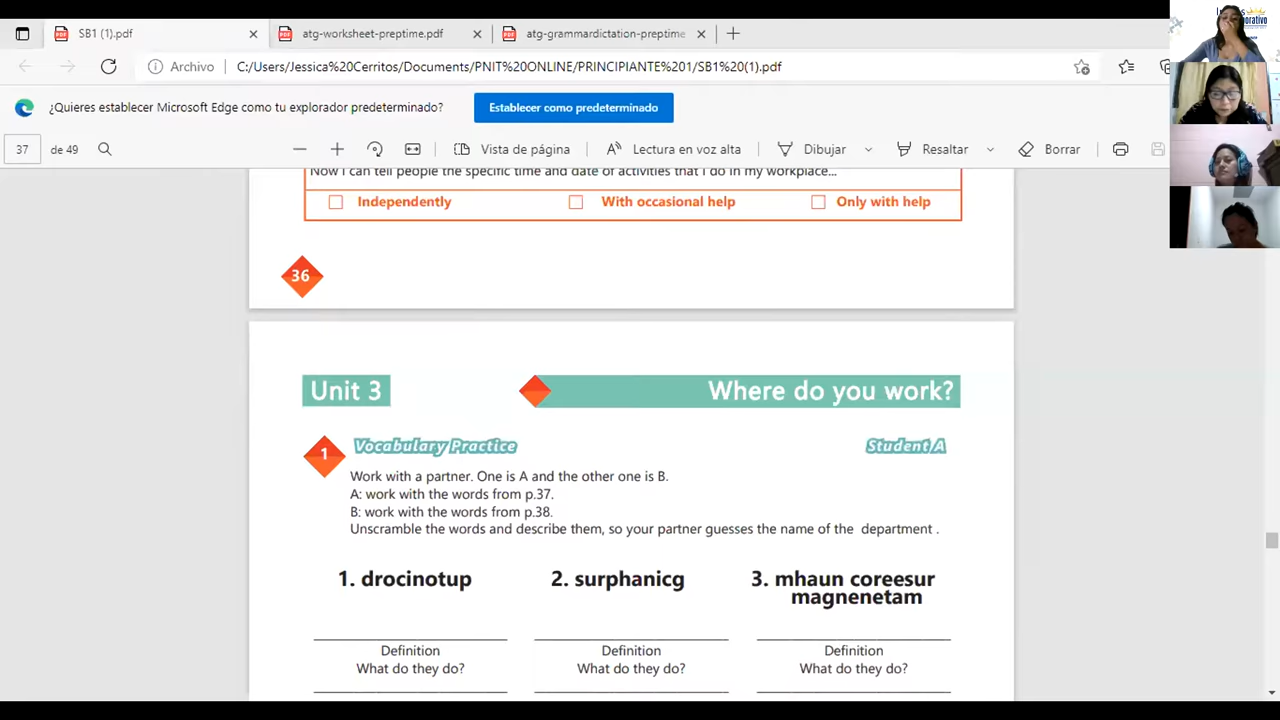 SB1 (1).pdf
atg-worksheet-preptime.pdf
atg-grammardictation-preptime
Archivo
C:/Users/Jessica%20Cerritos/Documents/PNIT%20ONLINE/PRINCIPIANTE%201/SB1%20(1).pdf
¿Quieres establecer Microsoft Edge como tu explorador predeterminado?
Establecer como predeterminado
37
de 49
Vista de página
Lectura en voz alta
Dibujar
Resaltar
Borrar
Now I can tell people the specific time and date of activities that I do in my workplace...
Independently
With occasional help
Only with help
36
Unit 3
Where do you work?
1
Vocabulary Practice
Student A
Work with a partner. One is A and the other one is B.
A: work with the words from p.37.
B: work with the words from p.38.
Unscramble the words and describe them, so your partner guesses the name of the department .
1. drocinotup
2. surphanicg
3. mhaun coreesur
magnenetam
Definition
What do they do?
Definition
What do they do?
Definition
What do they do?